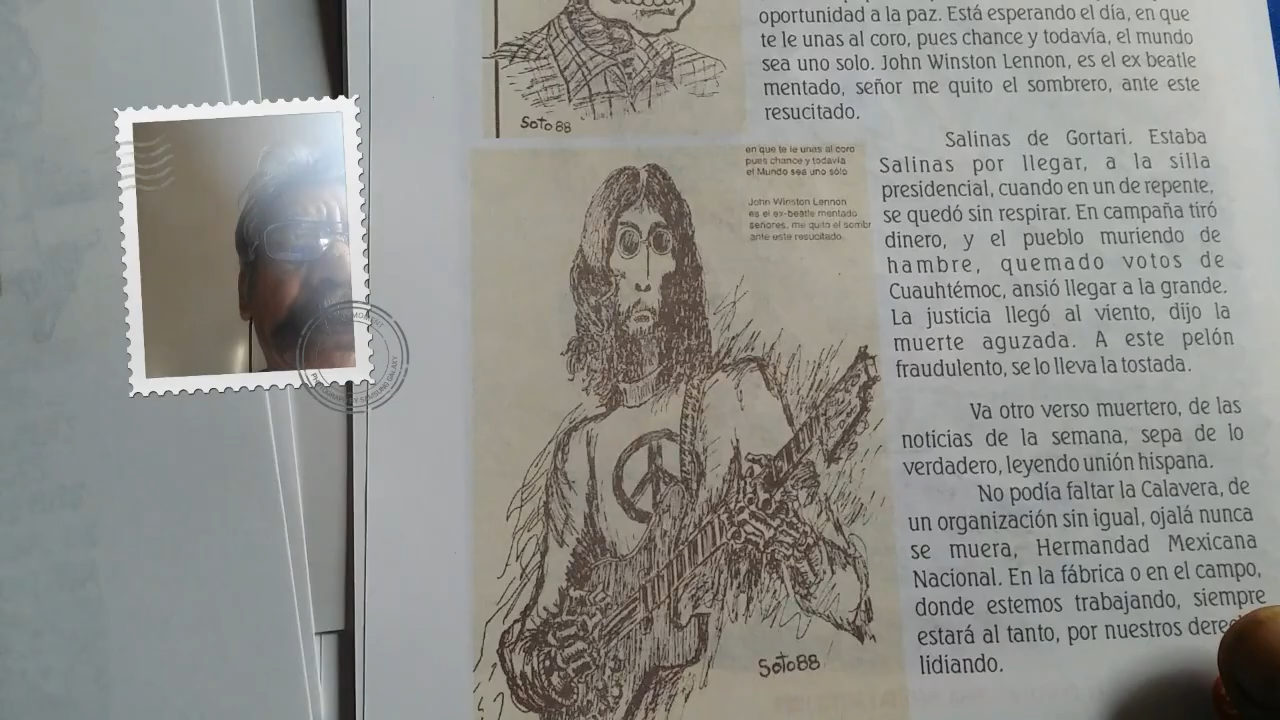 oportunidad a la paz. Está esperando el día, en que
te le unas al coro, pues chance y todavía, el mundo
sea uno solo. John Winston Lennon, es el ex beatle
mentado, señor me quito el sombrero, ante este
resucitado.
Soto 88
en que te le unas al coro
pues chance y todavía
el Mundo sea uno sólo
John Winston Lennon
es el ex-beatle mentado
señores, me quito el sombr
ante este resucitado.
Salinas de Gortari. Estaba
Salinas por llegar, a la silla
presidencial, cuando en un de repente,
se quedó sin respirar. En campaña tiró
dinero, y el pueblo muriendo de
hambre, quemado votos de
Cuauhtémoc, ansió llegar a la grande.
La justicia llegó al viento, dijo la
muerte aguzada. A este pelón
fraudulento, se lo lleva la tostada.
Va otro verso muertero, de las
noticias de la semana, sepa de lo
verdadero, leyendo unión hispana.
No podía faltar la Calavera, de
un organización sin igual, ojalá nunca
se muera, Hermandad Mexicana
Nacional. En la fábrica o en el campo,
donde estemos trabajando, siempre
estará al tanto, por nuestros derec
lidiando.
Soto 88